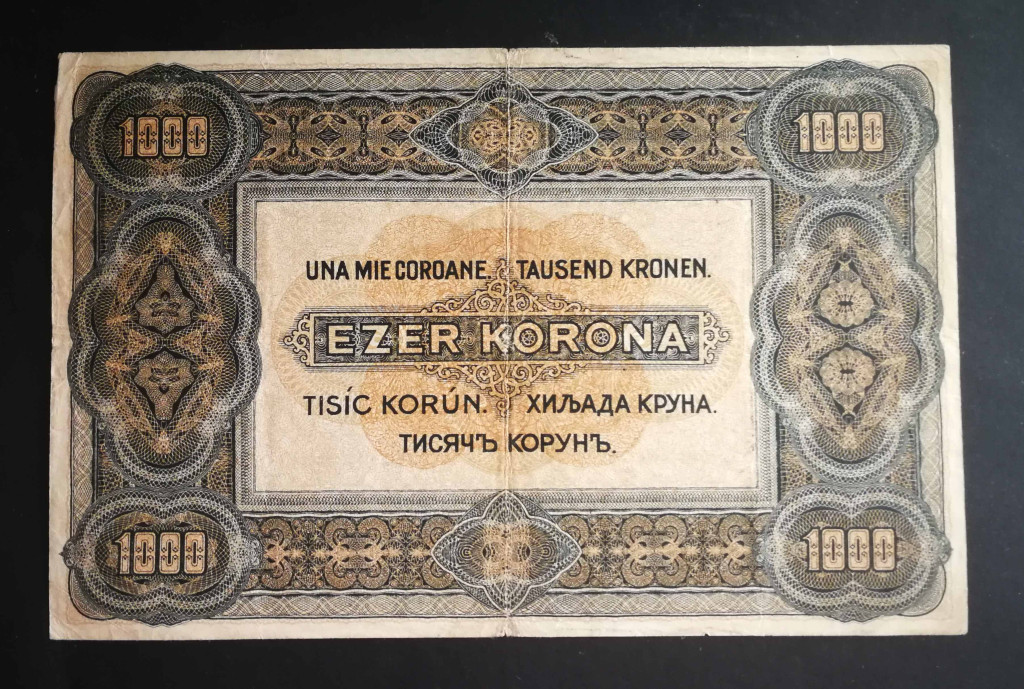 1000 1000
UNA MIE COROANE. TAUSEND KRONEN.
EZER KORONA
TISÍC KORÚN. ХИЉАДА КРУНА.
ТИСЯЧЪ КОРУНЪ.
1000 1000